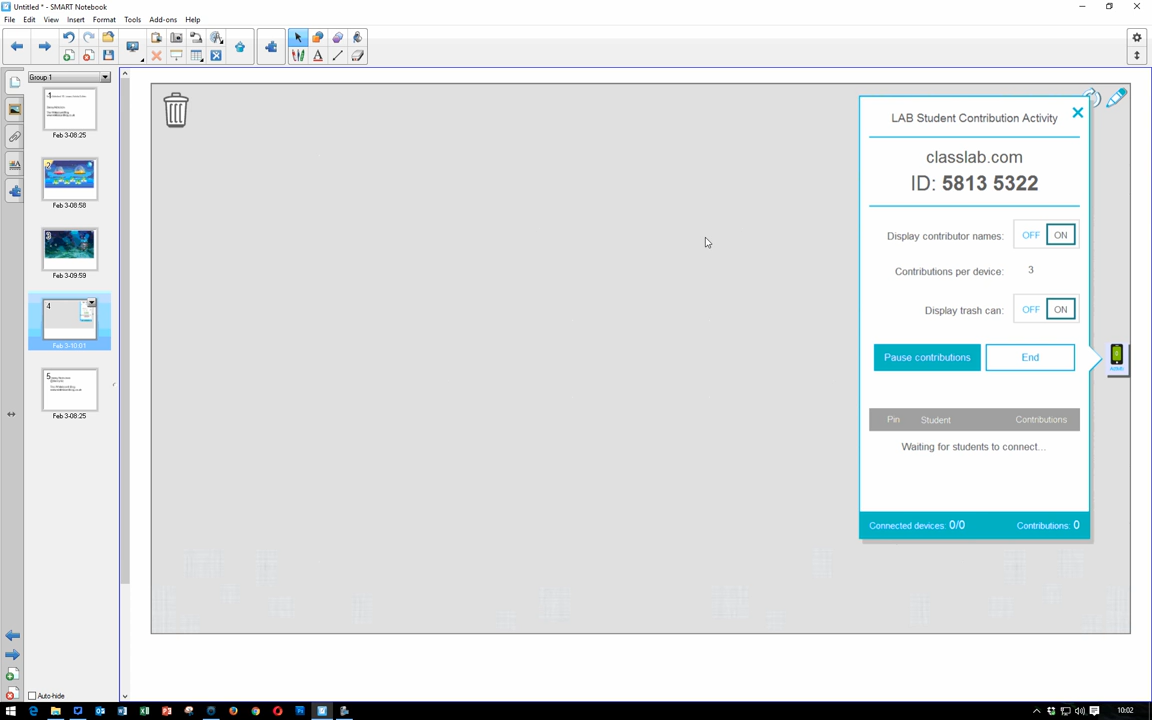 Untitled * - SMART Notebook
File Edit View Insert Format Tools Add-ons Help
Group 1
1
Feb 3-08:25
2
Feb 3-08:58
3
Feb 3-09:59
4
Feb 3-10:01
5
Feb 3-08:25
Auto-hide
LAB Student Contribution Activity
classlab.com
ID: 5813 5322
Display contributor names: OFF ON
Contributions per device: 3
Display trash can: OFF ON
Pause contributions End
Pin Student Contributions
Waiting for students to connect...
Connected devices: 0/0 Contributions: 0
10:02